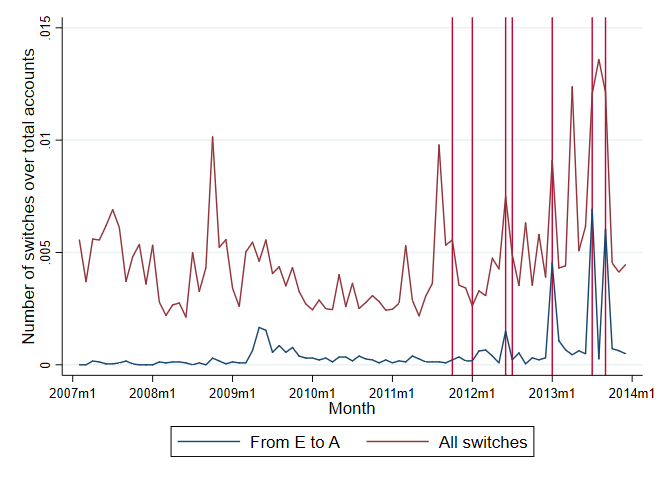 Number of switches over total accounts
.015
.01
.005
0
2007m1 2008m1 2009m1 2010m1 2011m1 2012m1 2013m1 2014m1
Month
From E to A All switches